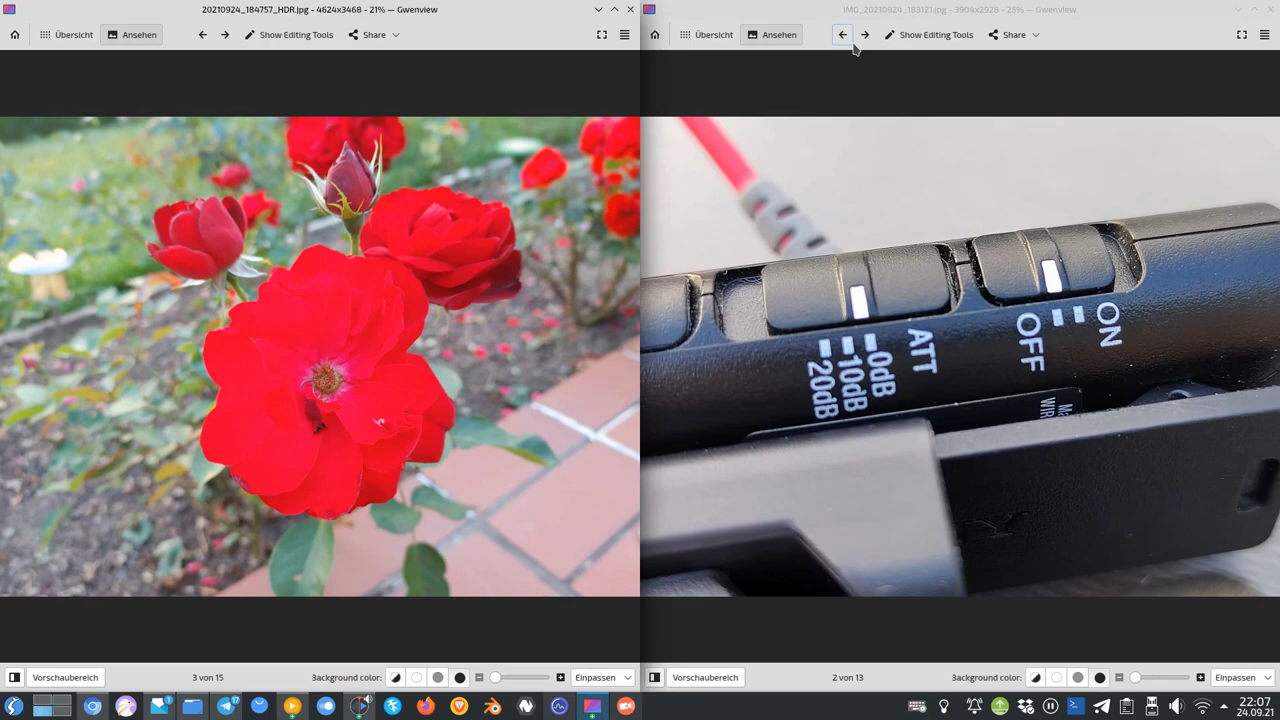 20210924_184757_HDR.jpg - 4624x3468 - 21% — Gwenview
IMG_20210924_183121.jpg - 3904x2928 - 25% — Gwenview
Übersicht
Ansehen
Show Editing Tools
Share
Übersicht
Ansehen
Show Editing Tools
Share
ON
OFF
ATT
0dB
10dB
20dB
Vorschaubereich
3 von 15
Background color:
Einpassen
Vorschaubereich
2 von 13
Background color:
Einpassen
22:07
24.09.21